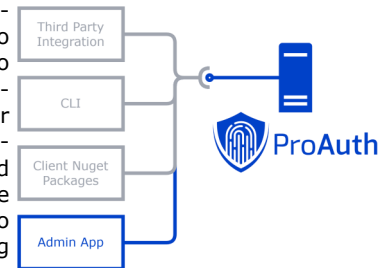 Third Party
Integration
CLI
Client Nuget
Packages
Admin App
ProAuth